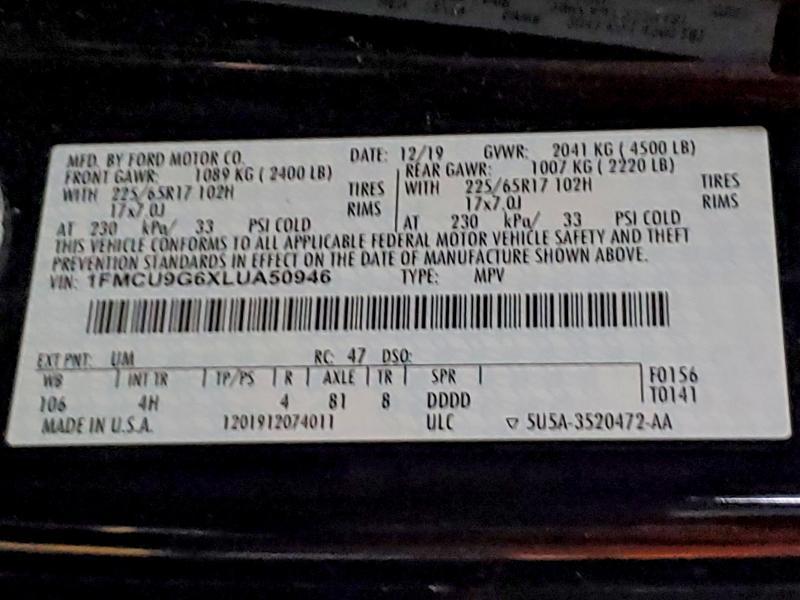 MFD. BY FORD MOTOR CO. DATE: 12/19 GVWR: 2041 KG ( 4500 LB)
FRONT GAWR: 1089 KG ( 2400 LB) REAR GAWR: 1007 KG ( 2220 LB)
WITH 225/65R17 102H TIRES WITH 225/65R17 102H TIRES
17x7.0J RIMS 17x7.0J RIMS
AT 230 kPa/ 33 PSI COLD AT 230 kPa/ 33 PSI COLD
THIS VEHICLE CONFORMS TO ALL APPLICABLE FEDERAL MOTOR VEHICLE SAFETY AND THEFT
PREVENTION STANDARDS IN EFFECT ON THE DATE OF MANUFACTURE SHOWN ABOVE.
VIN: 1FMCU9G6XLUA50946 TYPE: MPV
EXT PNT: UM RC: 47 DSO:
WB INT TR TP/PS R AXLE TR SPR F0156
106 4H 4 81 8 DDDD T0141
MADE IN U.S.A. 1201912074011 ULC ▽ 5U5A-3520472-AA